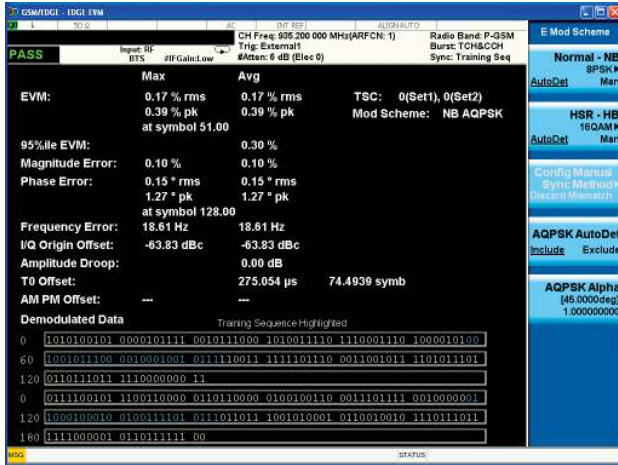 GSM/EDGE - EDGE EVM
L 50 Ω AC INT REF ALIGNAUTO
CH Freq: 935.200 000 MHz(ARFCN: 1) Radio Band: P-GSM
Trig: External1 Burst: TCH&CCH
#Atten: 6 dB (Elec 0) Sync: Training Seq
PASS Input: RF
BTS #IFGain:Low
Max Avg
EVM: 0.17 % rms 0.17 % rms TSC: 0(Set1), 0(Set2)
0.39 % pk 0.39 % pk Mod Scheme: NB AQPSK
at symbol 51.00
95%ile EVM: 0.30 %
Magnitude Error: 0.10 % 0.10 %
Phase Error: 0.15 ° rms 0.15 ° rms
1.27 ° pk 1.27 ° pk
at symbol 128.00
Frequency Error: 18.61 Hz 18.61 Hz
I/Q Origin Offset: -63.83 dBc -63.83 dBc
Amplitude Droop: 0.00 dB
T0 Offset: 275.054 µs 74.4939 symb
AM PM Offset: --- ---
Demodulated Data Training Sequence Highlighted
0 1010100101 0000101111 0010111000 1010011110 1110001110 1000010100
60 1001011100 0010001001 0111110011 1111101110 0011001011 1101011101
120 0110111011 1110000000 11
0 0111100101 1100110000 0110110000 0100100110 0011101111 0010000001
120 1000100010 0100111101 0111011011 1001010001 0110010010 1110111011
180 1111000001 0110111111 00
MSG STATUS
E Mod Scheme
Normal - NB
8PSK
AutoDet Man
HSR - HB
16QAM
AutoDet Man
Config Manual
Sync Method
Discard Mismatch
AQPSK AutoDet
Include Exclude
AQPSK Alpha
[45.0000deg]
1.000000000